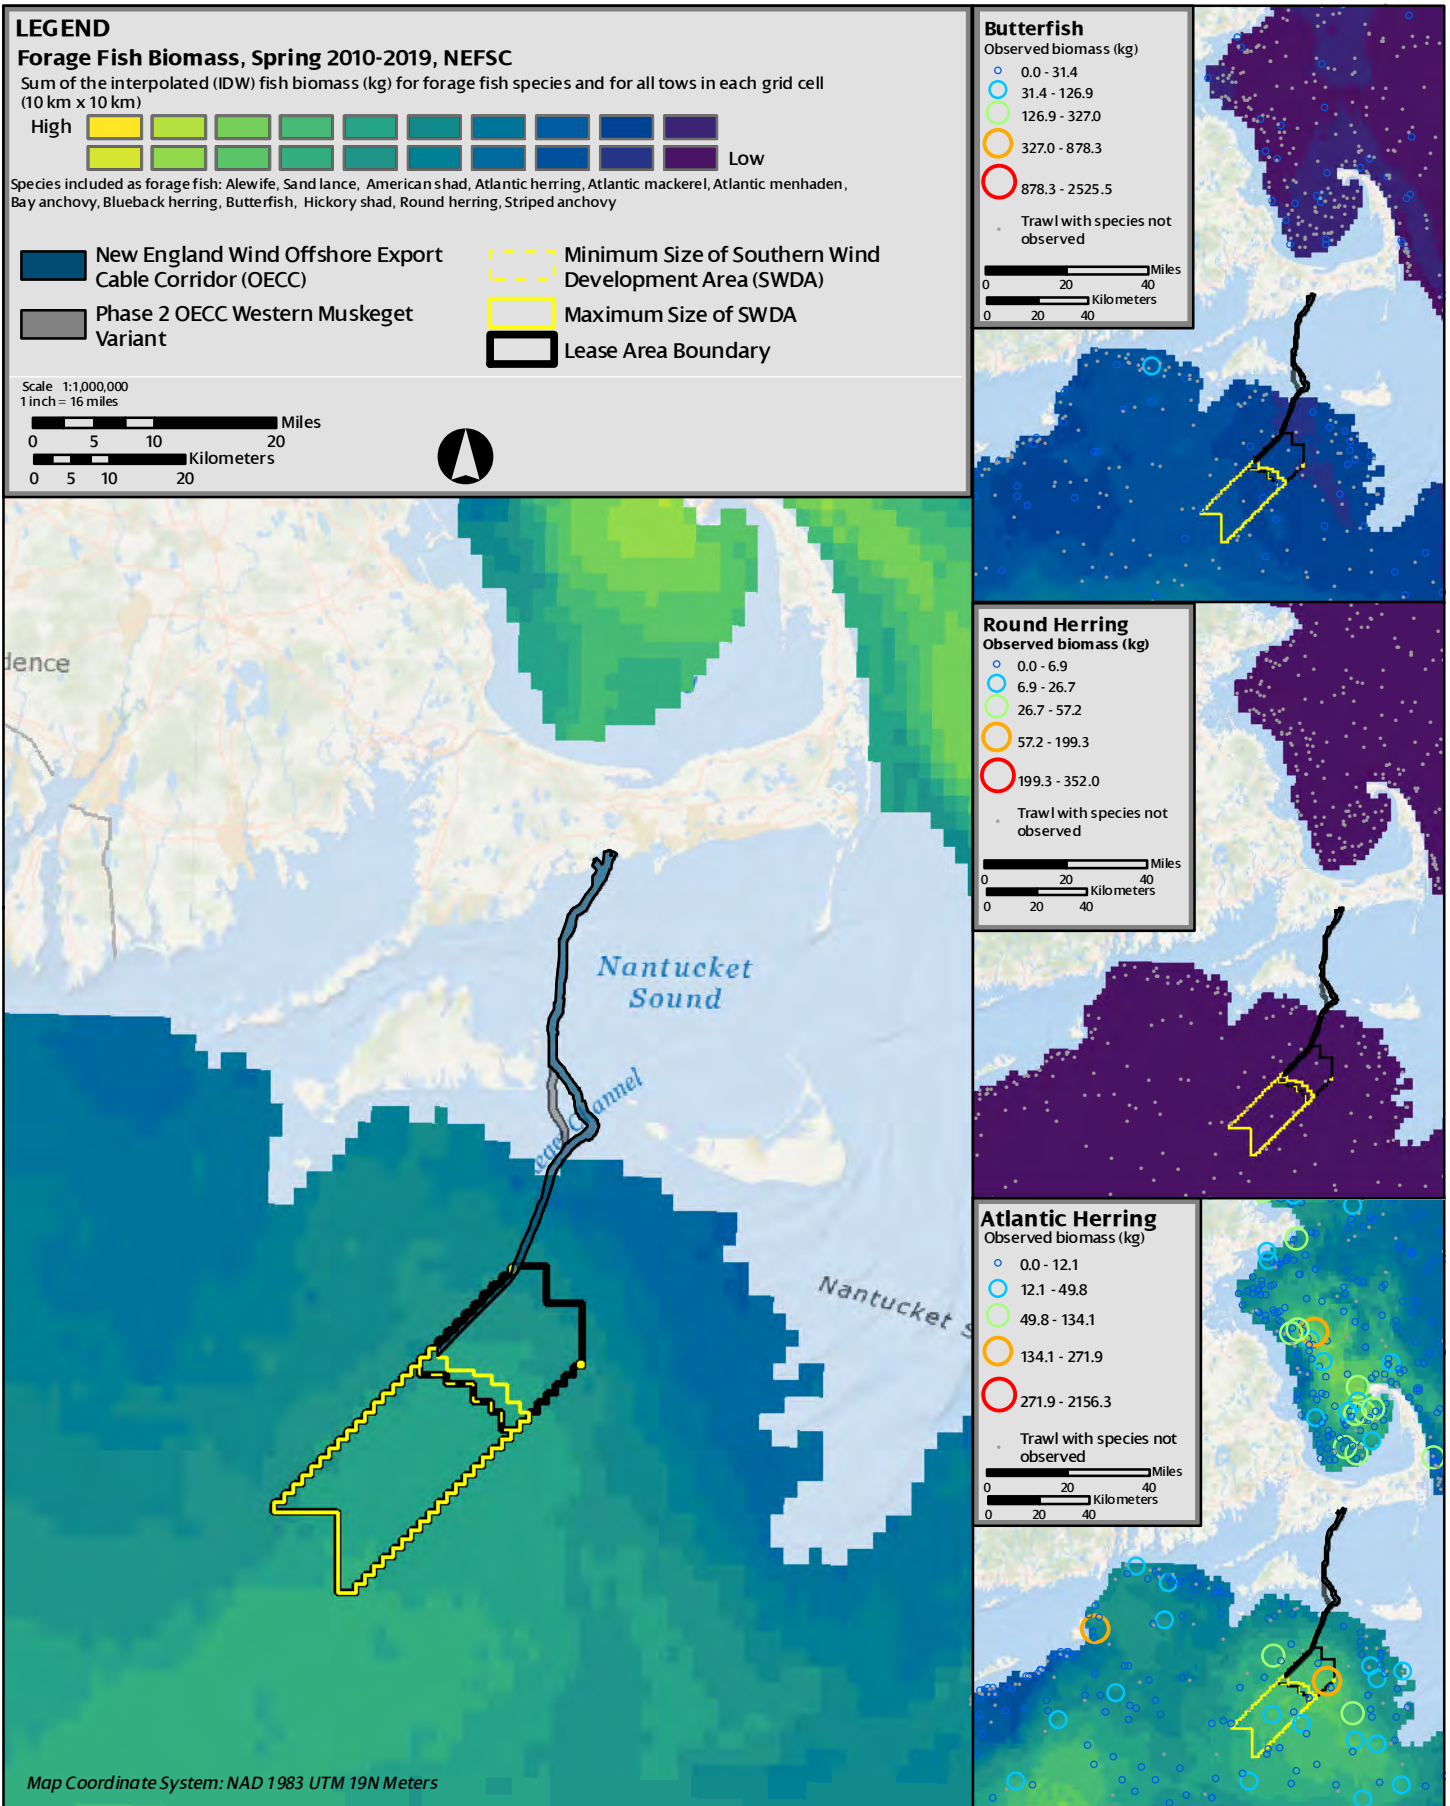 LEGEND
Forage Fish Biomass, Spring 2010-2019, NEFSC
Sum of the interpolated (IDW) fish biomass (kg) for forage fish species and for all tows in each grid cell
(10 km x 10 km)
High
Low
Species included as forage fish: Alewife, Sand lance, American shad, Atlantic herring, Atlantic mackerel, Atlantic menhaden,
Bay anchovy, Blueback herring, Butterfish, Hickory shad, Round herring, Striped anchovy
New England Wind Offshore Export
Cable Corridor (OECC)
Phase 2 OECC Western Muskeget
Variant
Minimum Size of Southern Wind
Development Area (SWDA)
Maximum Size of SWDA
Lease Area Boundary
Scale 1:1,000,000
1 inch = 16 miles
Miles
0 5 10 20
Kilometers
0 5 10 20
dence
Nantucket
Sound
Channel
Nantucket S
Map Coordinate System: NAD 1983 UTM 19N Meters
Butterfish
Observed biomass (kg)
0.0 - 31.4
31.4 - 126.9
126.9 - 327.0
327.0 - 878.3
878.3 - 2525.5
Trawl with species not
observed
Miles
0 20 40
Kilometers
0 20 40
Round Herring
Observed biomass (kg)
0.0 - 6.9
6.9 - 26.7
26.7 - 57.2
57.2 - 199.3
199.3 - 352.0
Trawl with species not
observed
Miles
0 20 40
Kilometers
0 20 40
Atlantic Herring
Observed biomass (kg)
0.0 - 12.1
12.1 - 49.8
49.8 - 134.1
134.1 - 271.9
271.9 - 2156.3
Trawl with species not
observed
Miles
0 20 40
Kilometers
0 20 40